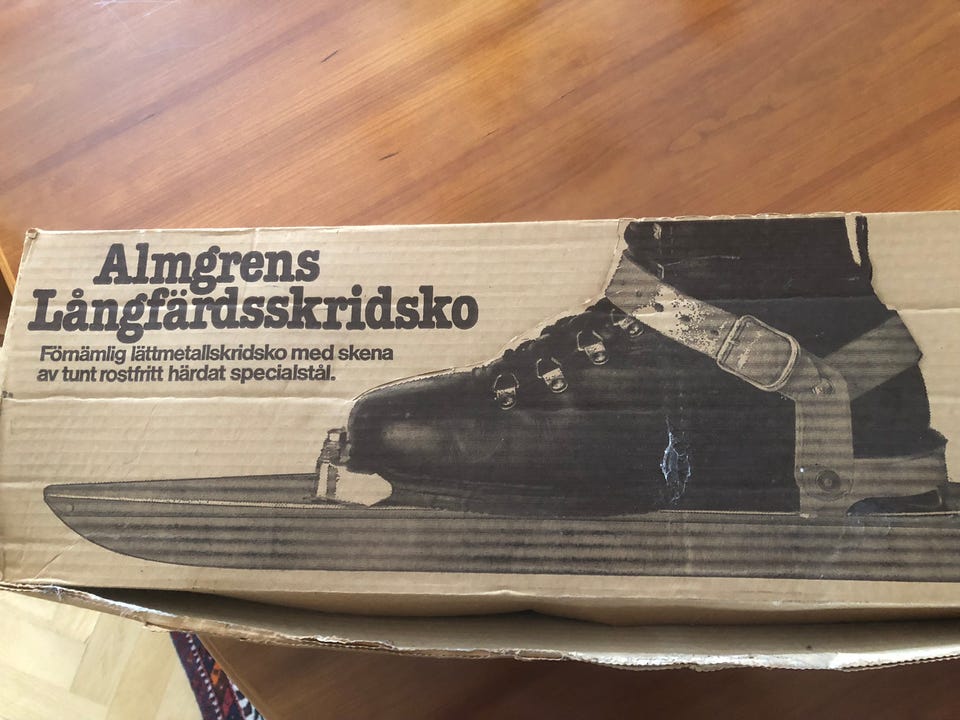 Almgrens
Långfärdsskridsko
Förnämlig lättmetallskridsko med skena
av tunt rostfritt härdat specialstål.